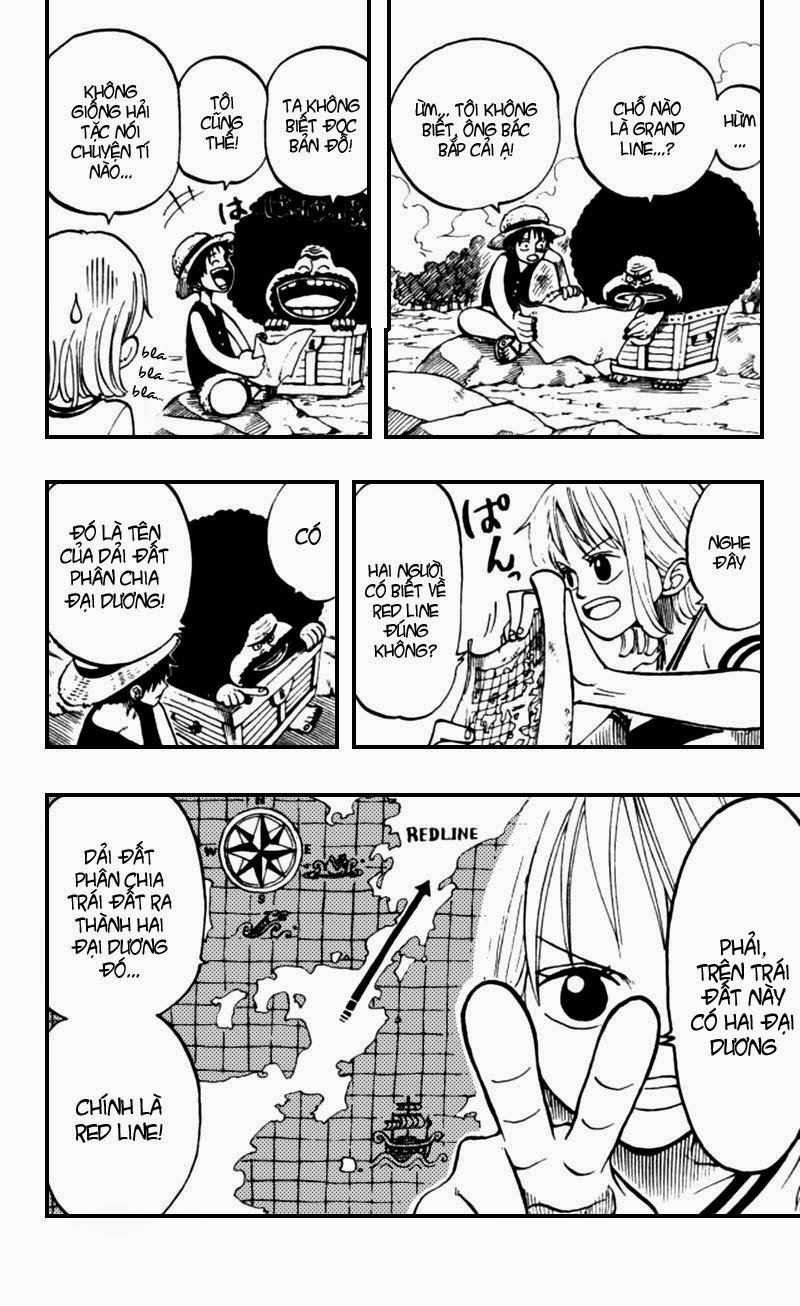 HỪM
...
CHỖ NÀO
LÀ GRAND
LINE...?
ỪM... TÔI KHÔNG
BIẾT, ÔNG BÁC
BẮP CẢI Ạ!
TA KHÔNG
BIẾT ĐỌC
BẢN ĐỒ!
TÔI
CŨNG
THẾ!
KHÔNG
GIỐNG HẢI
TẶC NÓI
CHUYỆN TÍ
NÀO...
は
bla
bla
bla...
NGHE
ĐÂY
ぱんっ
HAI NGƯỜI
CÓ BIẾT VỀ
RED LINE
ĐÚNG
KHÔNG?
CÓ
ĐÓ LÀ TÊN
CỦA DẢI ĐẤT
PHÂN CHIA
ĐẠI DƯƠNG!
PHẢI,
TRÊN TRÁI
ĐẤT NÀY
CÓ HAI ĐẠI
DƯƠNG
REDLINE
N
W E
S
DẢI ĐẤT
PHÂN CHIA
TRÁI ĐẤT RA
THÀNH HAI
ĐẠI DƯƠNG
ĐÓ...
CHÍNH LÀ
RED LINE!